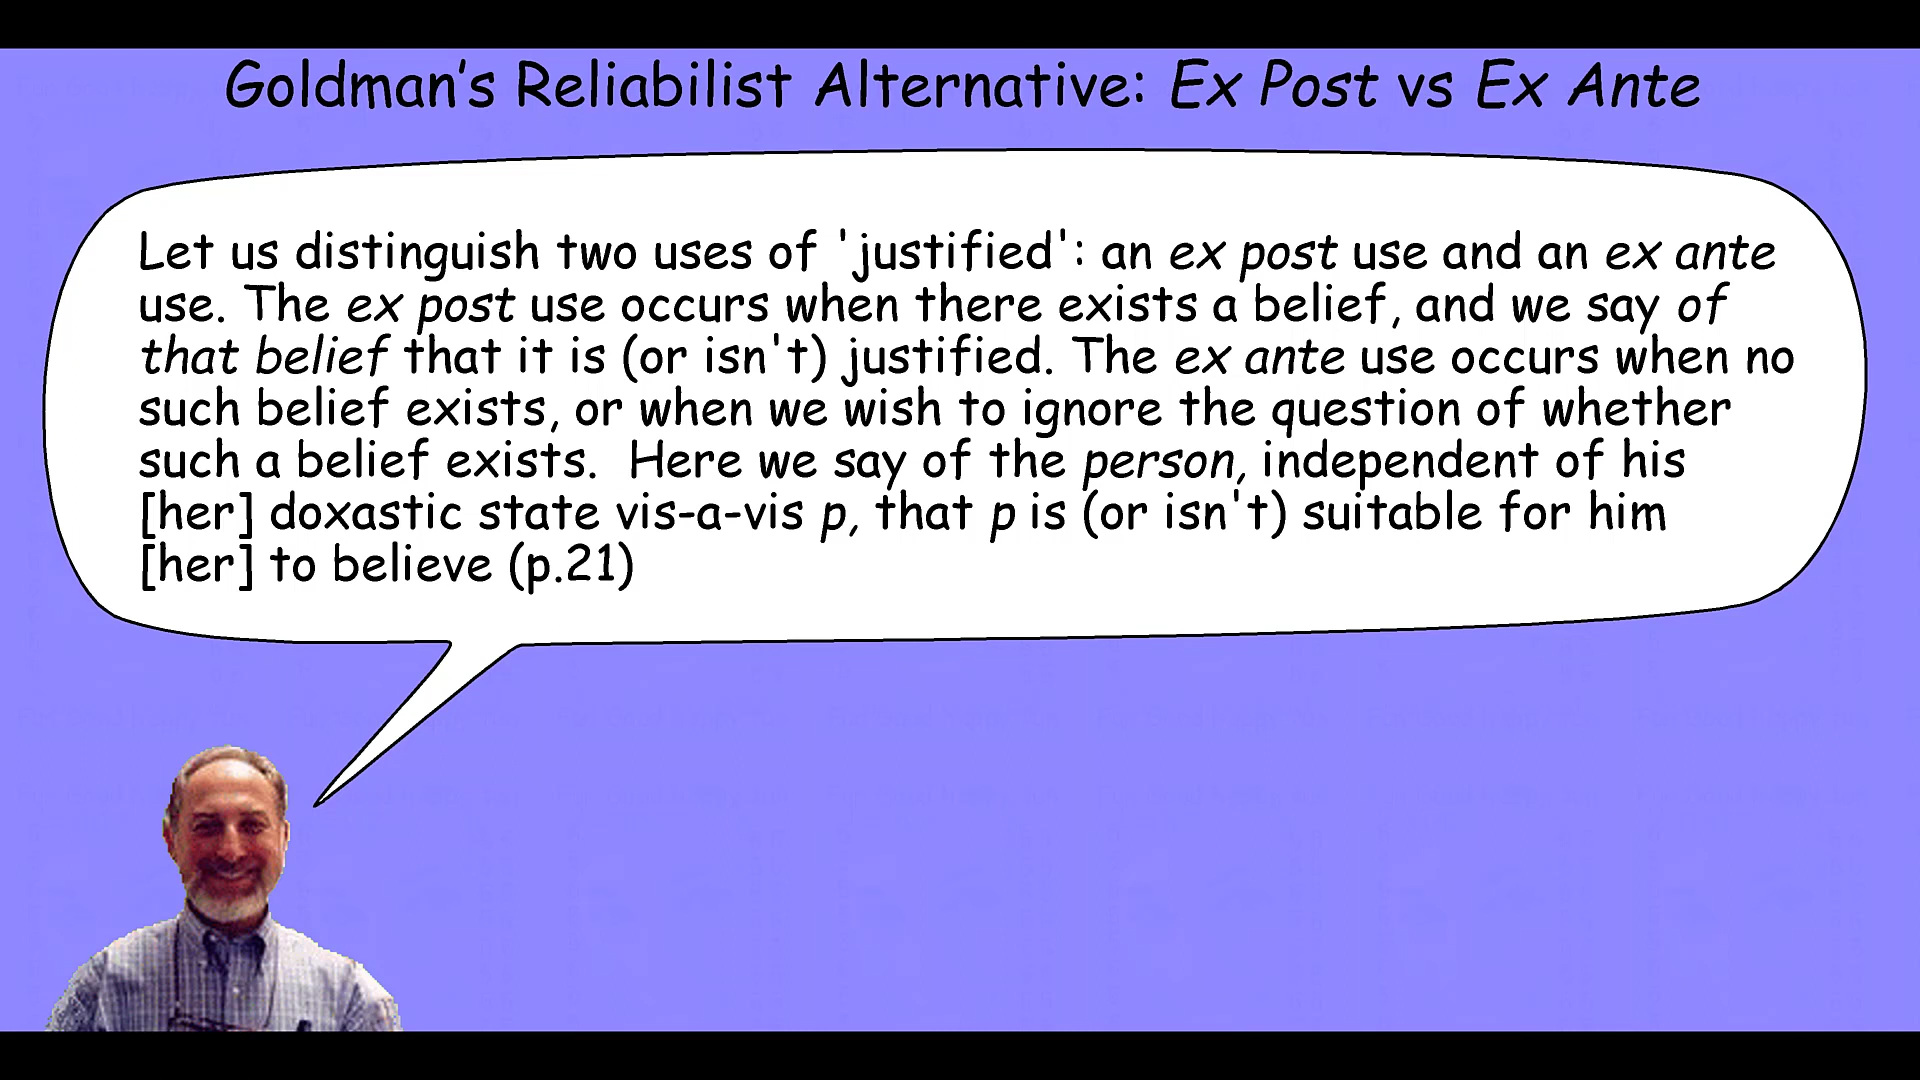 Goldman's Reliabilist Alternative: Ex Post vs Ex Ante
Let us distinguish two uses of 'justified': an ex post use and an ex ante
use. The ex post use occurs when there exists a belief, and we say of
that belief that it is (or isn't) justified. The ex ante use occurs when no
such belief exists, or when we wish to ignore the question of whether
such a belief exists.  Here we say of the person, independent of his
[her] doxastic state vis-a-vis p, that p is (or isn't) suitable for him
[her] to believe (p.21)